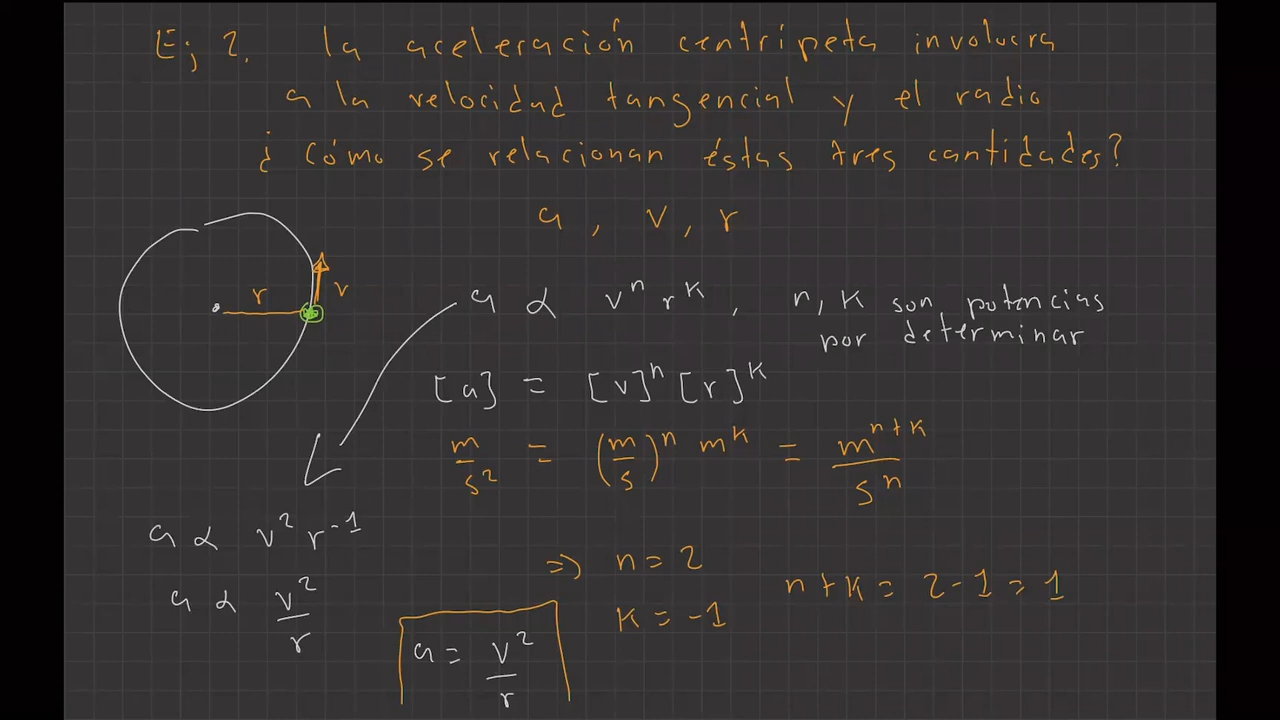 Ej 2. La aceleración centrípeta involucra
a la velocidad tangencial y el radio
¿Cómo se relacionan éstas tres cantidades?
a, v, r
r
v
a ∝ vⁿ rᵏ, n, k son potencias
por determinar
[a] = [v]ⁿ [r]ᵏ
m/s² = (m/s)ⁿ mᵏ = mⁿ⁺ᵏ/sⁿ
a ∝ v² r⁻¹
a ∝ v²/r
⇒ n = 2
k = -1
n+k = 2-1 = 1
a = v²/r